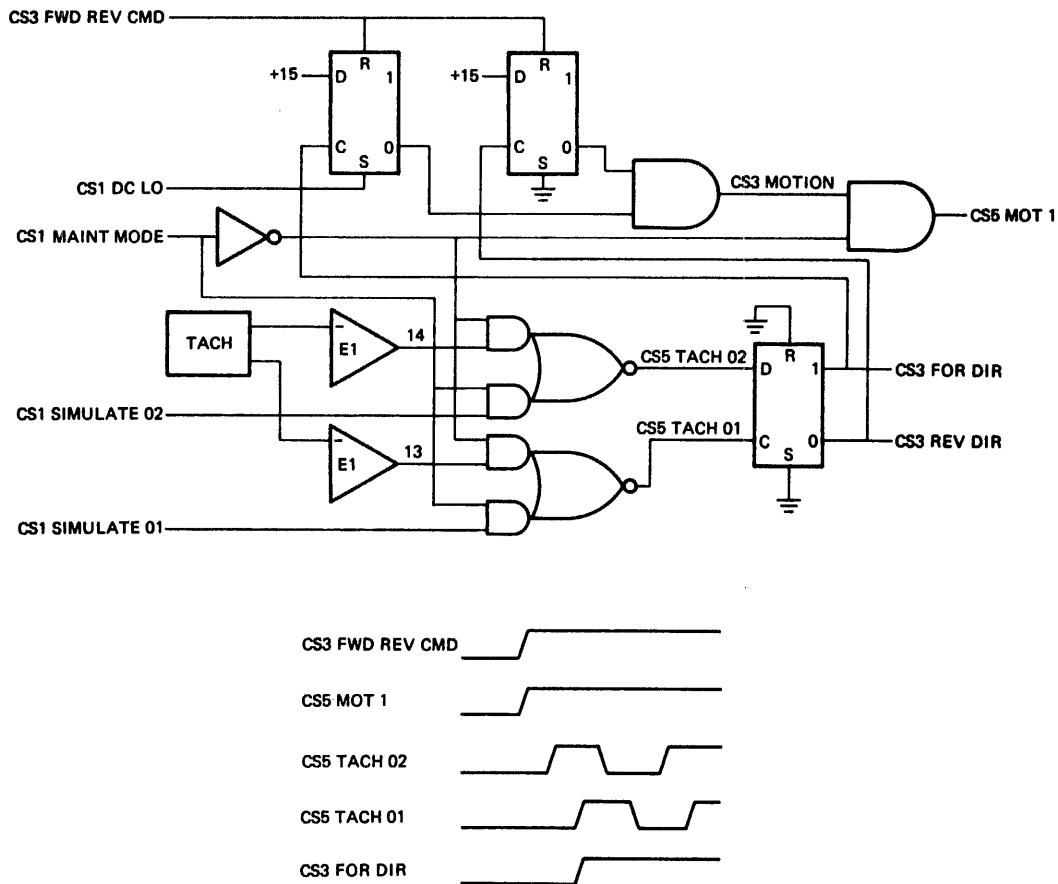 CS3 FWD REV CMD
R
R
+15
D
1
+15
D
1
C
0
C
0
S
S
CS1 DC LO
CS3 MOTION
CS5 MOT 1
CS1 MAINT MODE
TACH
−
E1
14
R
CS5 TACH 02
D
1
CS3 FOR DIR
CS1 SIMULATE 02
CS5 TACH 01
−
E1
13
C
0
CS3 REV DIR
S
CS1 SIMULATE 01
CS3 FWD REV CMD
CS5 MOT 1
CS5 TACH 02
CS5 TACH 01
CS3 FOR DIR